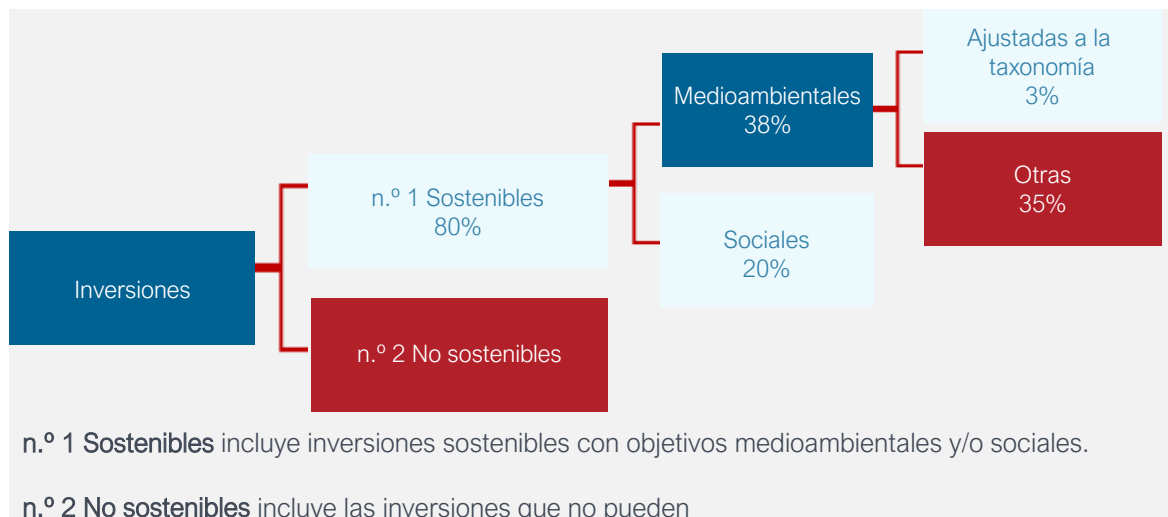 Ajustadas a la
taxonomía
3%
Medioambientales
38%
Otras
35%
n.º 1 Sostenibles
80%
Sociales
20%
Inversiones
n.º 2 No sostenibles
n.º 1 Sostenibles incluye inversiones sostenibles con objetivos medioambientales y/o sociales.
n.º 2 No sostenibles incluye las inversiones que no pueden